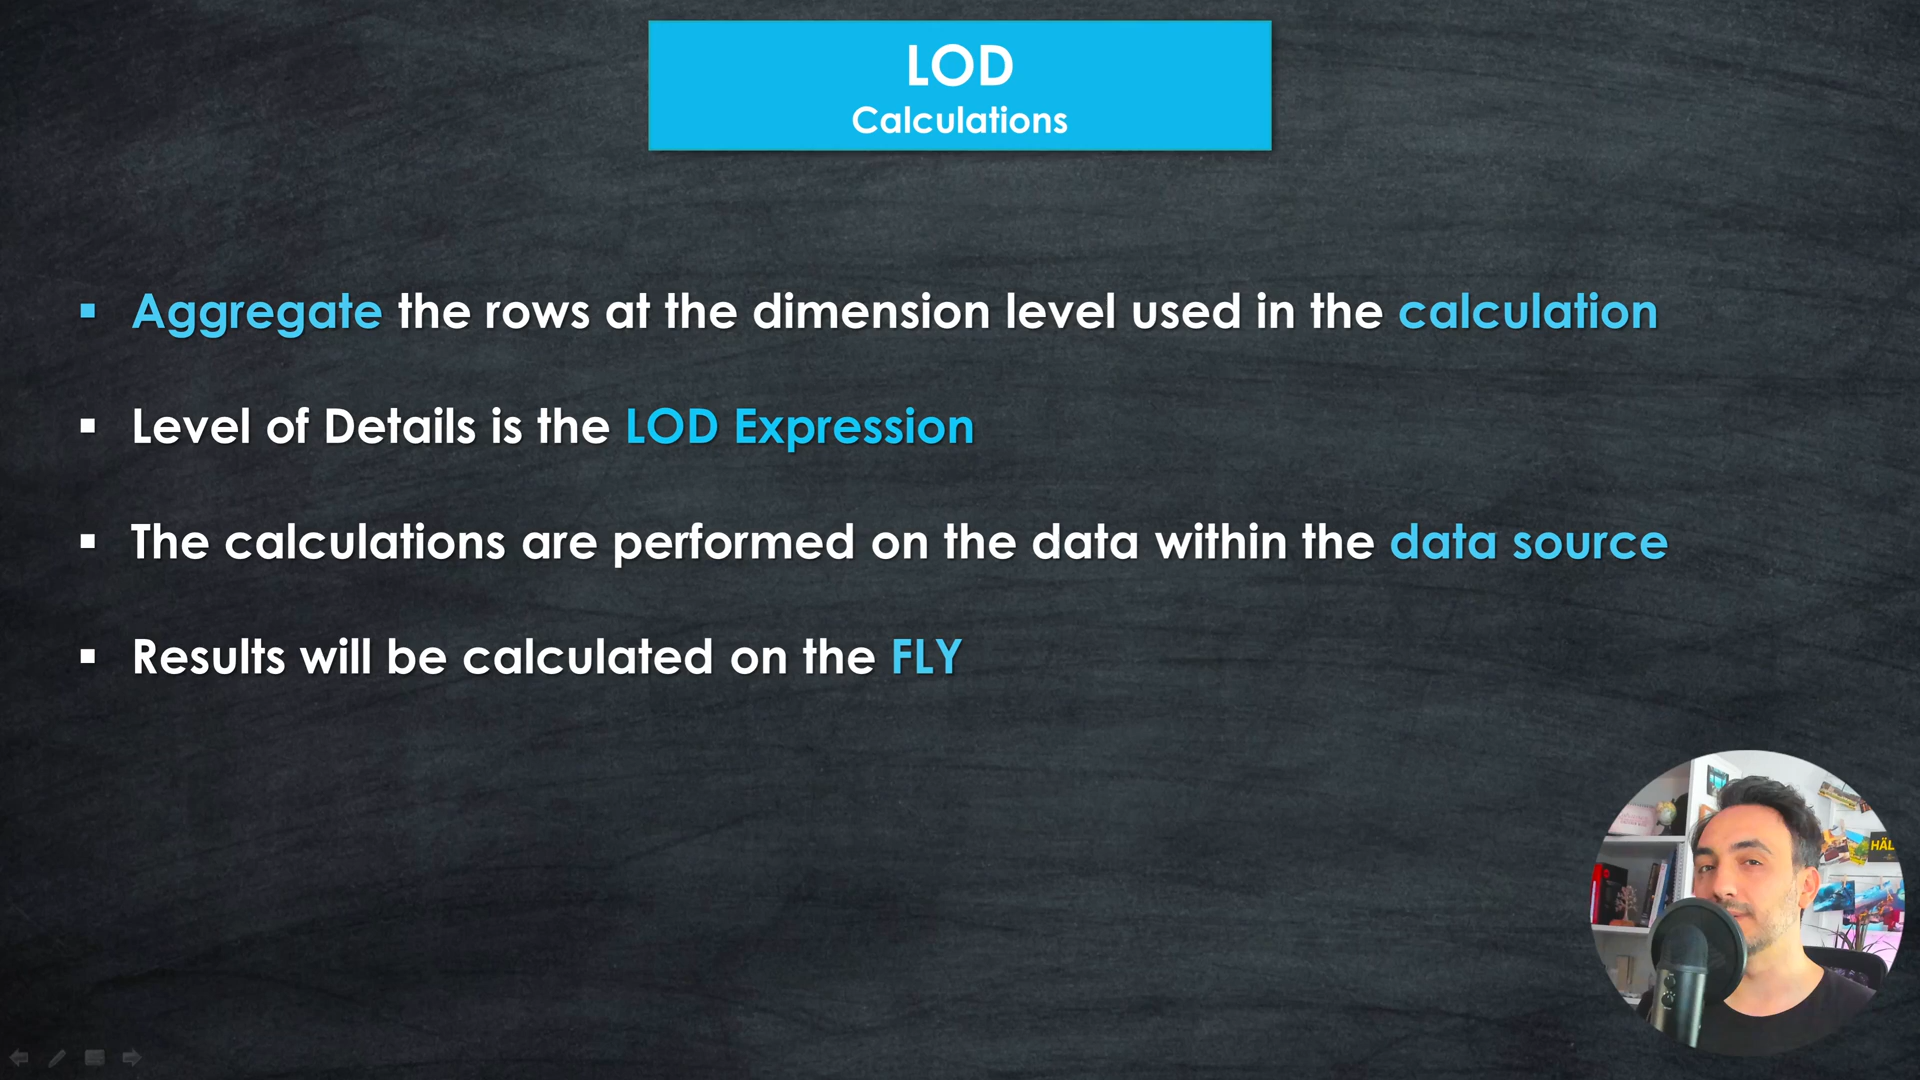 LOD
Calculations
Aggregate the rows at the dimension level used in the calculation
Level of Details is the LOD Expression
The calculations are performed on the data within the data source
Results will be calculated on the FLY
HÄL